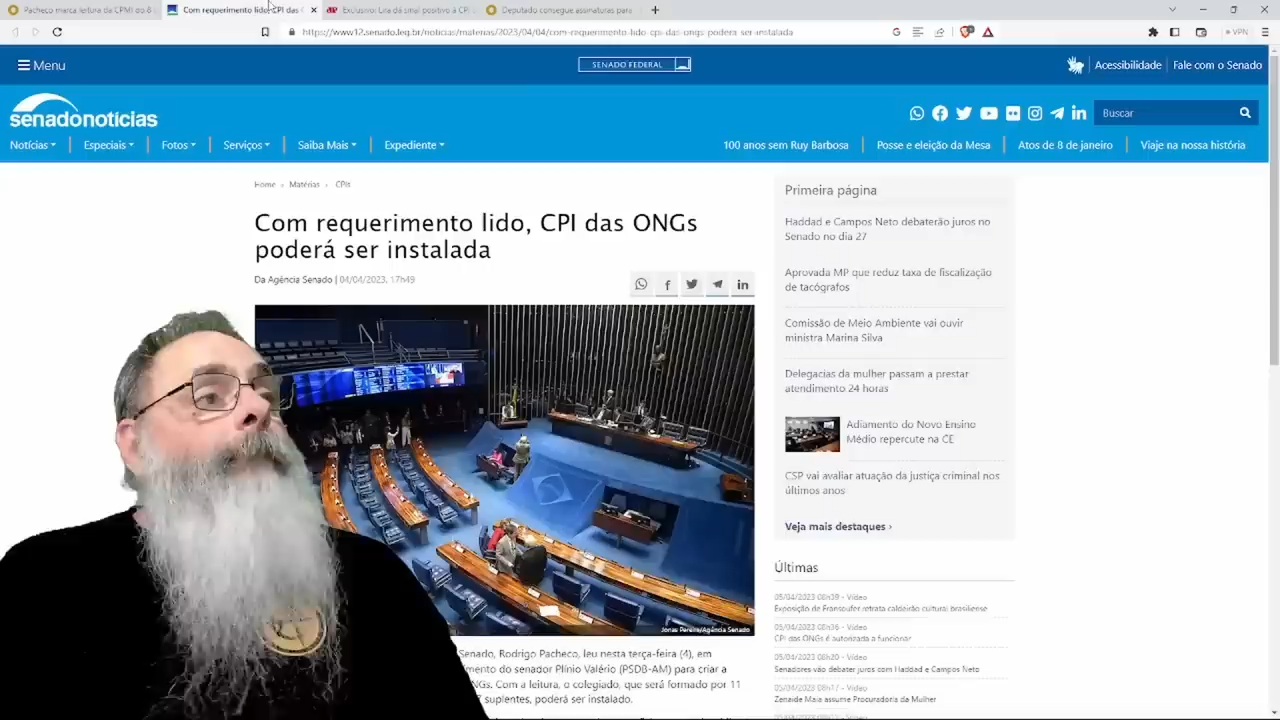 Pacheco marca leitura da CPMI do 8
Com requerimento lido, CPI das
Exclusivo: Lira dá sinal positivo à CPI
Deputado consegue assinaturas para
https://www12.senado.leg.br/noticias/materias/2023/04/04/com-requerimento-lido-cpi-das-ongs-podera-ser-instalada
VPN
Menu
SENADO FEDERAL
Acessibilidade
Fale com o Senado
senadonoticias
Buscar
Notícias
Especiais
Fotos
Serviços
Saiba Mais
Expediente
100 anos sem Ruy Barbosa
Posse e eleição da Mesa
Atos de 8 de janeiro
Viaje na nossa história
Home › Matérias › CPIs
Com requerimento lido, CPI das ONGs
poderá ser instalada
Da Agência Senado | 04/04/2023, 17h49
Jonas Pereira/Agência Senado
Senado, Rodrigo Pacheco, leu nesta terça-feira (4), em
mento do senador Plínio Valério (PSDB-AM) para criar a
NGs. Com a leitura, o colegiado, que será formado por 11
7 suplentes, poderá ser instalado.
Primeira página
Haddad e Campos Neto debaterão juros no
Senado no dia 27
Aprovada MP que reduz taxa de fiscalização
de tacógrafos
Comissão de Meio Ambiente vai ouvir
ministra Marina Silva
Delegacias da mulher passam a prestar
atendimento 24 horas
Adiamento do Novo Ensino
Médio repercute na CE
CSP vai avaliar atuação da justiça criminal nos
últimos anos
Veja mais destaques ›
Últimas
05/04/2023 08h39 - Vídeo
Exposição de Fransoufer retrata caldeirão cultural brasiliense
05/04/2023 08h36 - Vídeo
CPI das ONGs é autorizada a funcionar
05/04/2023 08h20 - Vídeo
Senadores vão debater juros com Haddad e Campos Neto
05/04/2023 08h17 - Vídeo
Zenaide Maia assume Procuradoria da Mulher